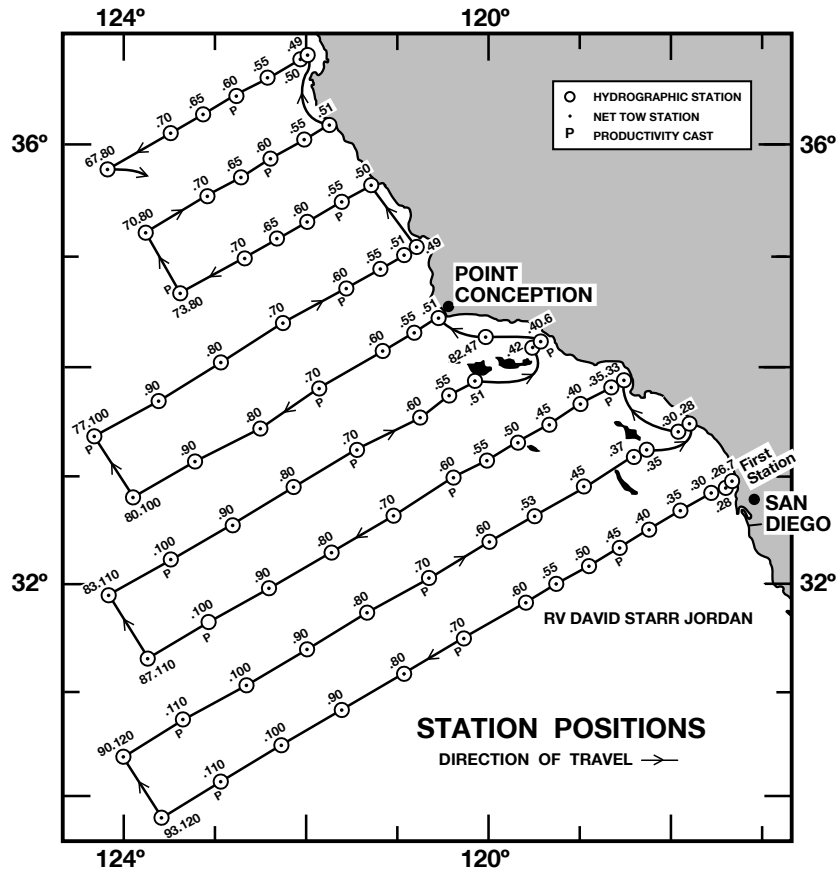 124º 120º
HYDROGRAPHIC STATION
NET TOW STATION
P PRODUCTIVITY CAST
36º 36º
.49
.50
.55
.60
P
.65
.70
67.80
.51
.55
.60
P
.65
.70
70.80
.50
.55
P
.60
.65
.70
P
73.80
.49
.51
.55
.60
P
.70
.80
.90
77.100
P
POINT
CONCEPTION
.51
.55
.60
.70
P
.80
.90
80.100
82.47
.42
.40.6
P
.51
.55
.60
.70
P
.80
.90
.100
P
83.110
.33
.35
P
.40
.45
.50
.55
.60
P
.70
.80
.90
.100
P
87.110
.28
.30
.35
.37
.45
.53
.60
.70
P
.80
.90
.100
.110
P
90.120
First
Station
.26.7
.28
.30
.35
.40
.45
P
.50
.55
.60
.70
P
.80
.90
.100
.110
P
93.120
SAN
DIEGO
32º 32º
RV DAVID STARR JORDAN
STATION POSITIONS
DIRECTION OF TRAVEL
124º 120º